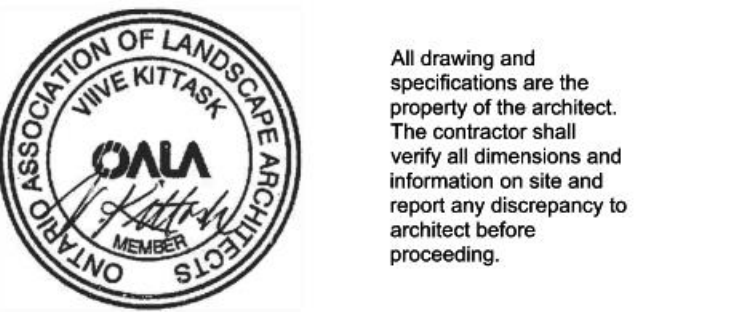 ONTARIO ASSOCIATION OF LANDSCAPE ARCHITECTS
VIIVE KITTASK
OALA
V. Kittask
MEMBER
All drawing and
specifications are the
property of the architect.
The contractor shall
verify all dimensions and
information on site and
report any discrepancy to
architect before
proceeding.